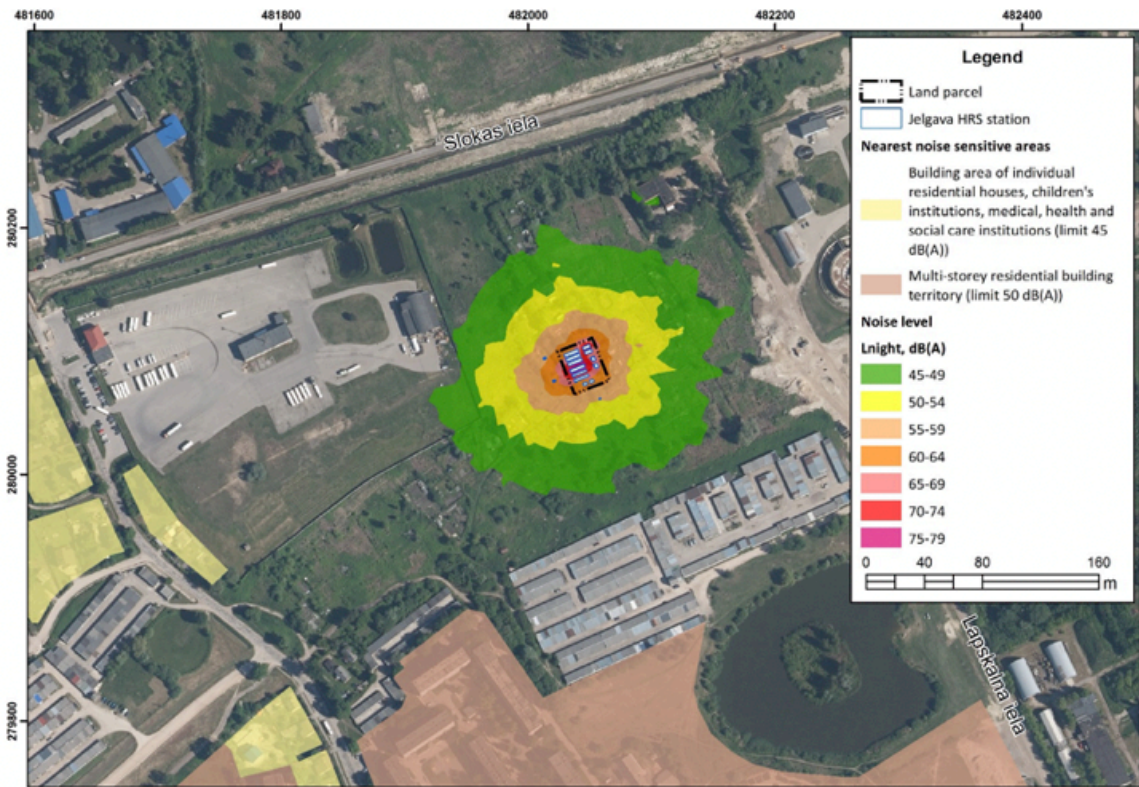 481600 481800 482000 482200 482400
280200
280000
279800
Slokas iela
Lapskalna iela
Legend
Land parcel
Jelgava HRS station
Nearest noise sensitive areas
Building area of individual
residential houses, children's
institutions, medical, health and
social care institutions (limit 45
dB(A))
Multi-storey residential building
territory (limit 50 dB(A))
Noise level
Lnight, dB(A)
45-49
50-54
55-59
60-64
65-69
70-74
75-79
0 40 80 160
m